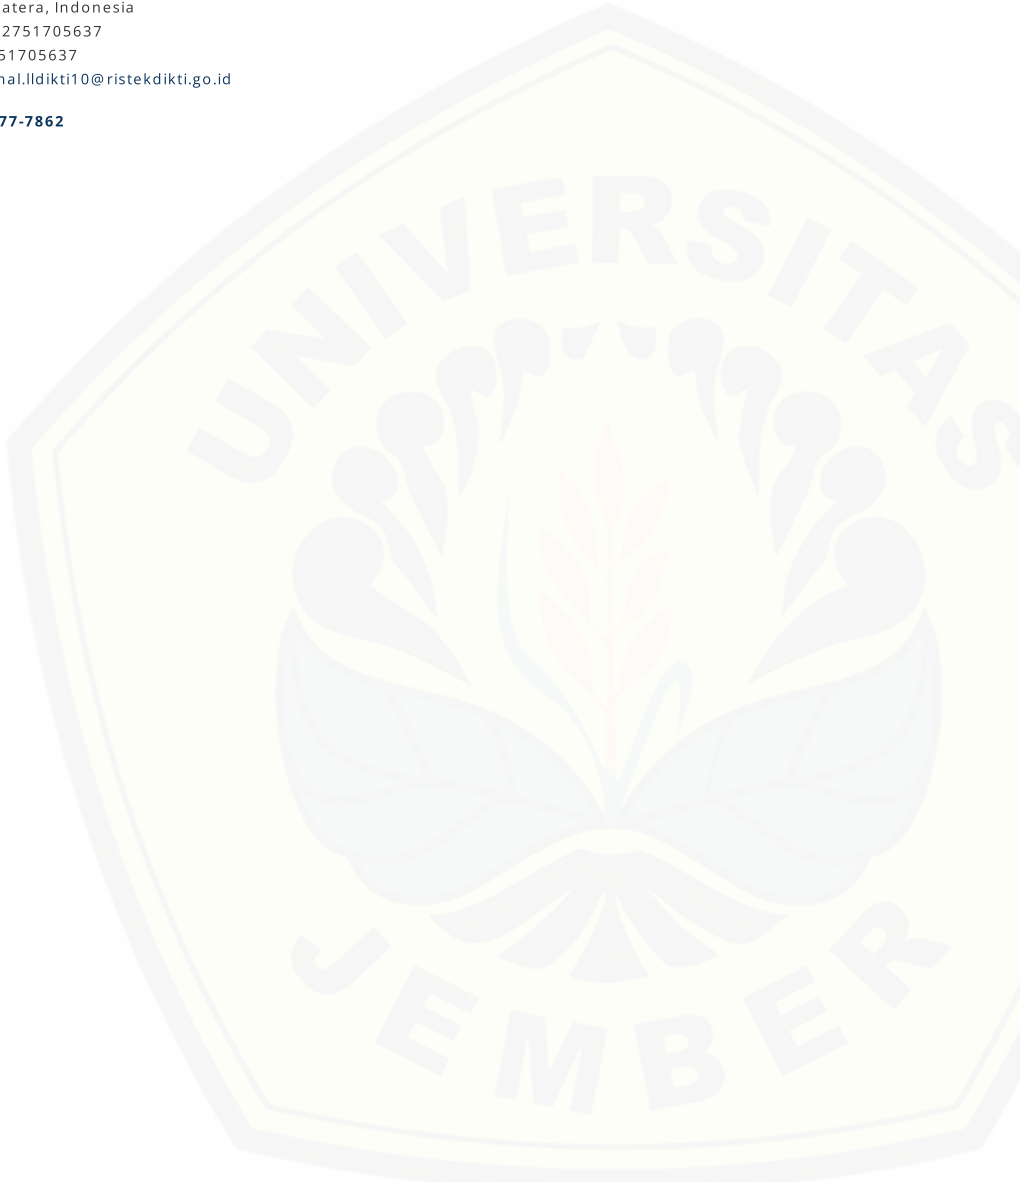 atera, Indonesia
2751705637
51705637
nal.lldikti10@ristekdikti.go.id
77-7862
UNIVERSITAS
JEMBER